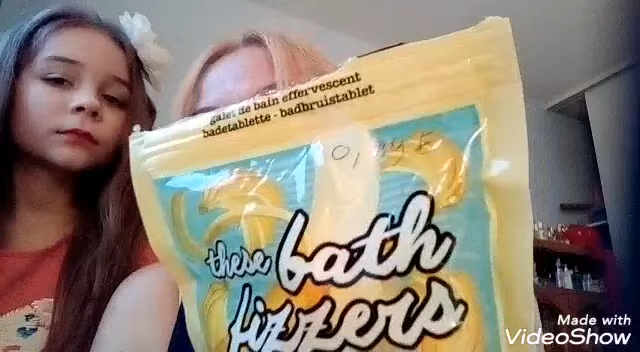 galet de bain effervescent
badetablette - badbruistablet
0,99 €
these bath
fizzers
Made with
VideoShow